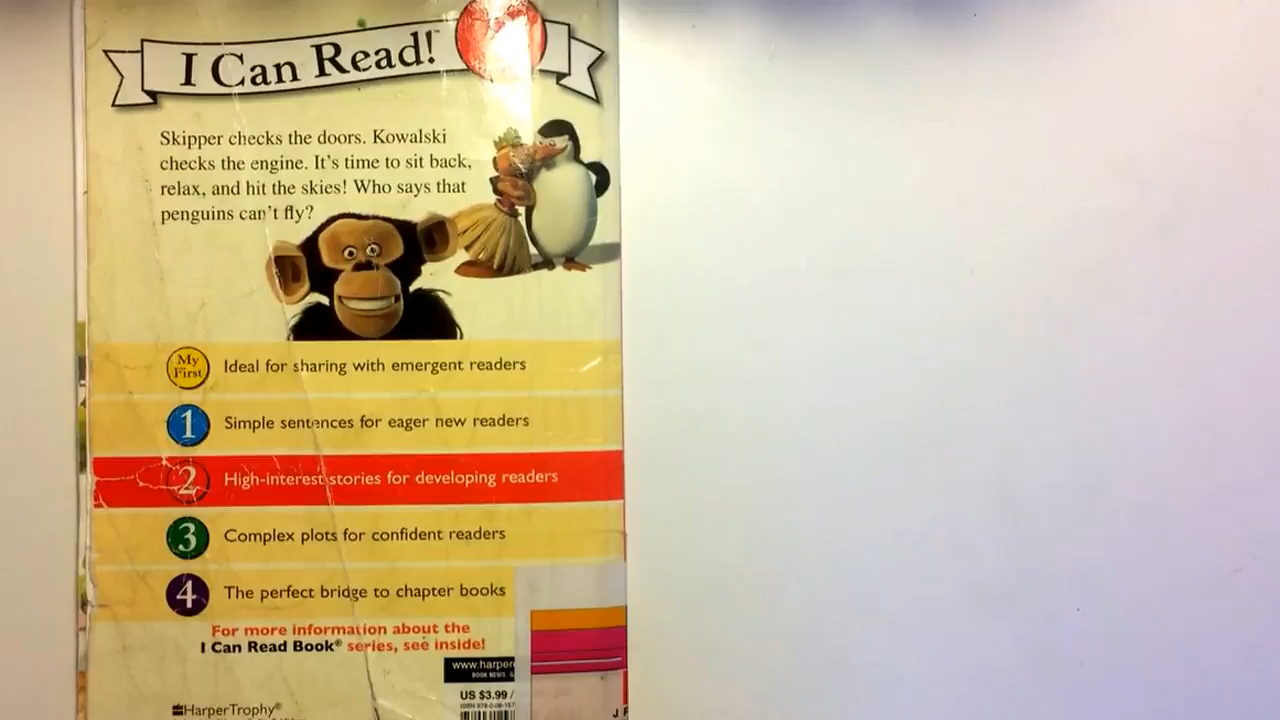 I Can Read!
Skipper checks the doors. Kowalski
checks the engine. It's time to sit back,
relax, and hit the skies! Who says that
penguins can't fly?
My First Ideal for sharing with emergent readers
1 Simple sentences for eager new readers
2 High-interest stories for developing readers
3 Complex plots for confident readers
4 The perfect bridge to chapter books
For more information about the
I Can Read Book® series, see inside!
www.harper
BOOK NEWS
US $3.99 /
HarperTrophy®
J